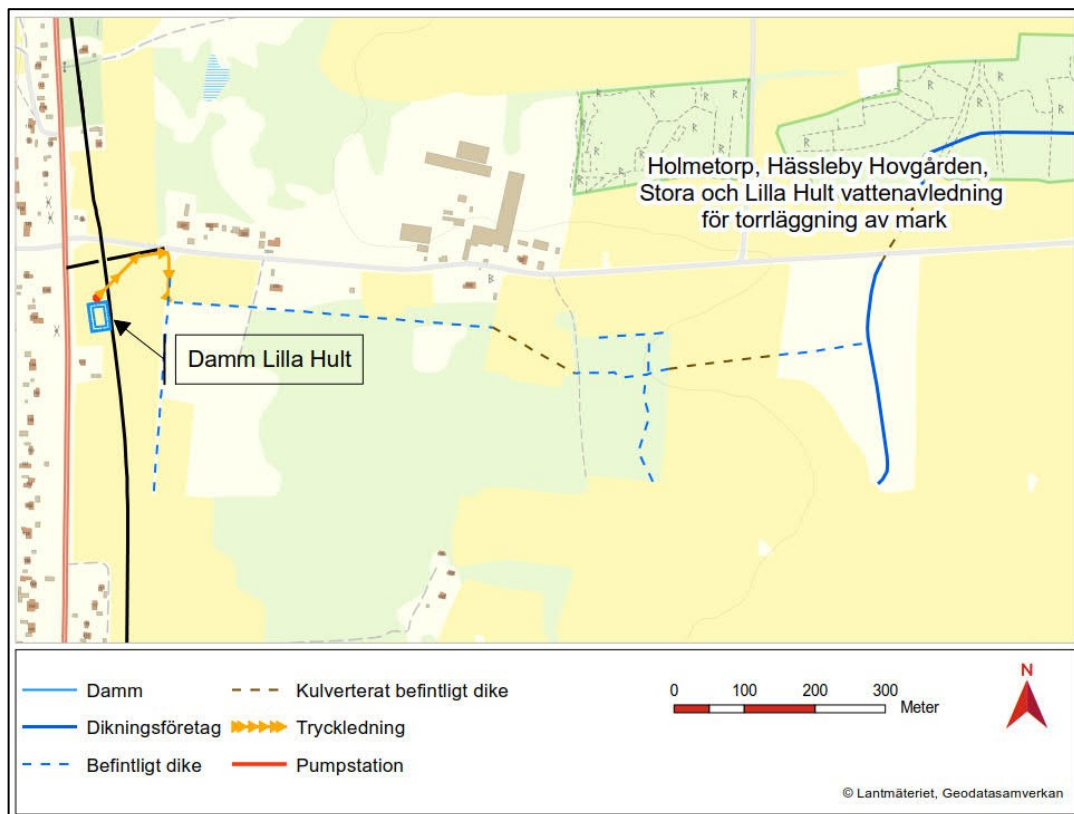 Holmetorp, Hässleby Hovgården,
Stora och Lilla Hult vattenavledning
för torrläggning av mark
R R R R R R R R R R R R R
Damm Lilla Hult
Damm
Dikningsföretag
Befintligt dike
Kulverterat befintligt dike
Tryckledning
Pumpstation
0 100 200 300
Meter
N
© Lantmäteriet, Geodatasamverkan